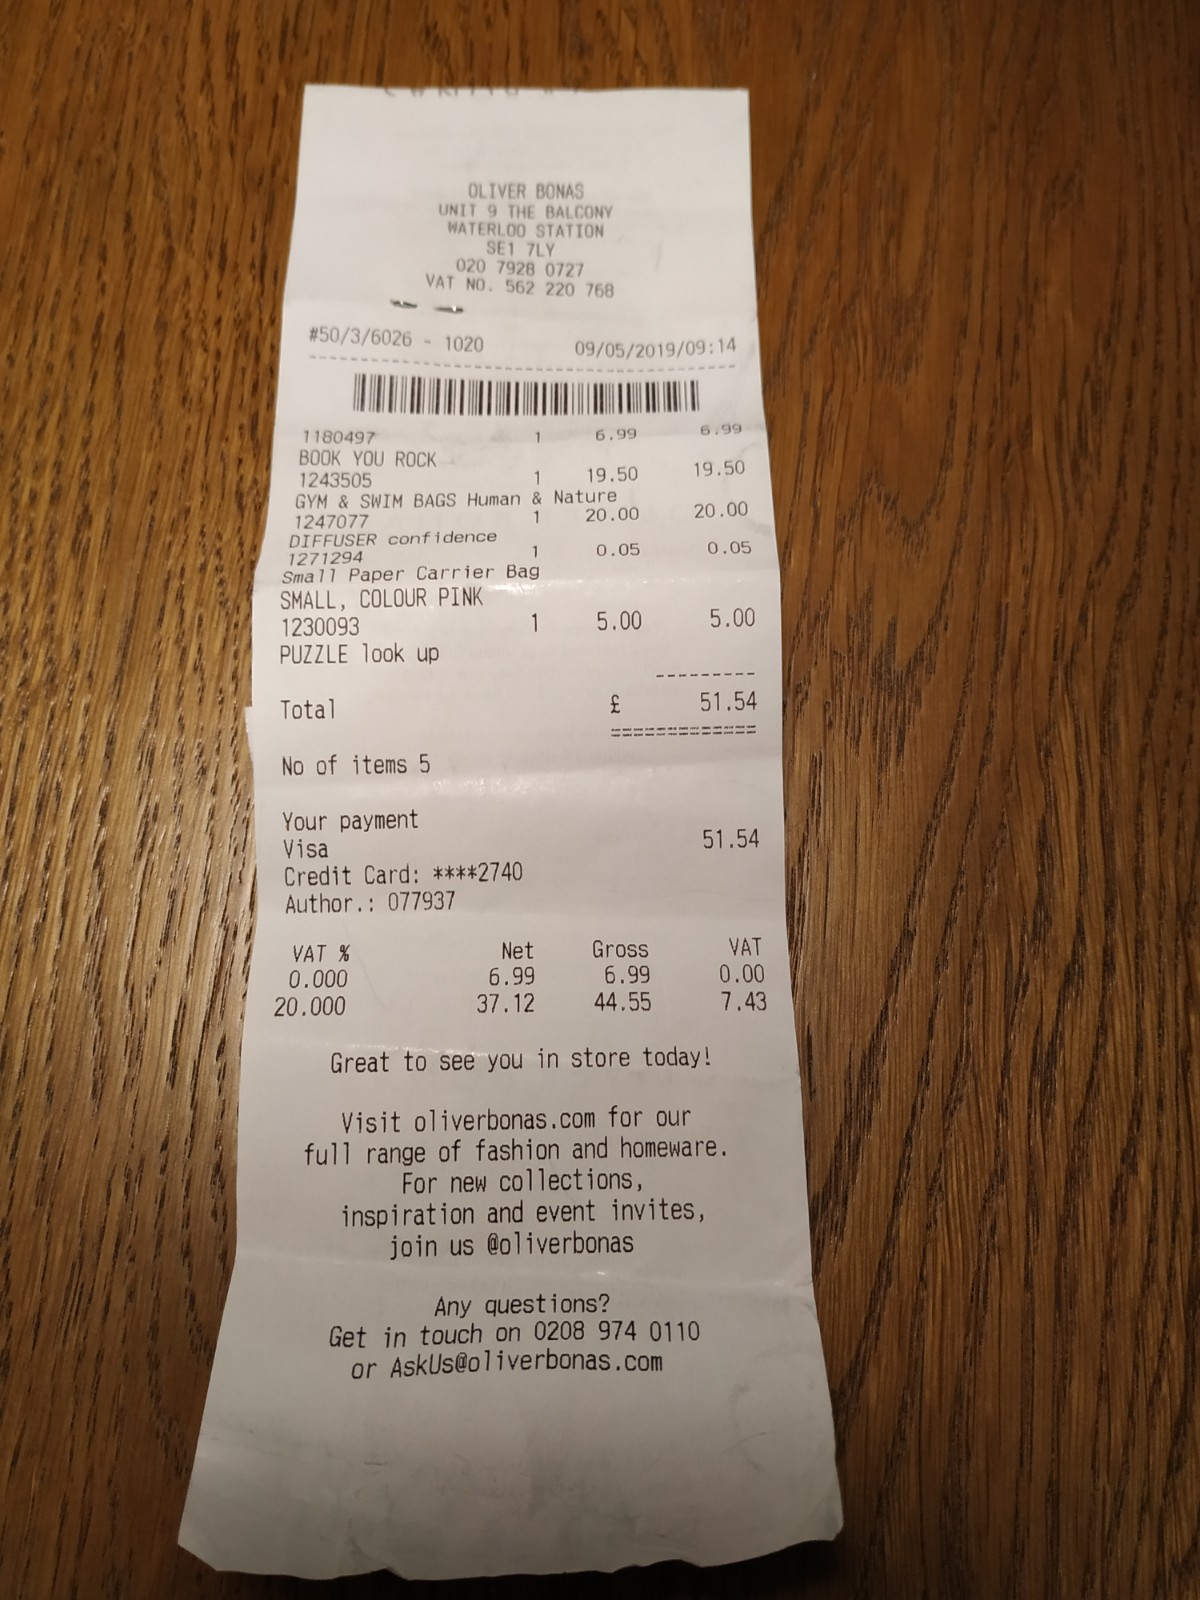 OLIVER BONAS
UNIT 9 THE BALCONY
WATERLOO STATION
SE1 7LY
020 7928 0727
VAT NO. 562 220 768
#50/3/6026 - 1020 09/05/2019/09:14
1180497 1 6.99 6.99
BOOK YOU ROCK
1243505 1 19.50 19.50
GYM & SWIM BAGS Human & Nature
1247077 1 20.00 20.00
DIFFUSER confidence
1271294 1 0.05 0.05
Small Paper Carrier Bag
SMALL, COLOUR PINK
1230093 1 5.00 5.00
PUZZLE look up
---------
Total £ 51.54
=============
No of items 5
Your payment
Visa 51.54
Credit Card: ****2740
Author.: 077937
VAT % Net Gross VAT
0.000 6.99 6.99 0.00
20.000 37.12 44.55 7.43
Great to see you in store today!
Visit oliverbonas.com for our
full range of fashion and homeware.
For new collections,
inspiration and event invites,
join us @oliverbonas
Any questions?
Get in touch on 0208 974 0110
or AskUs@oliverbonas.com